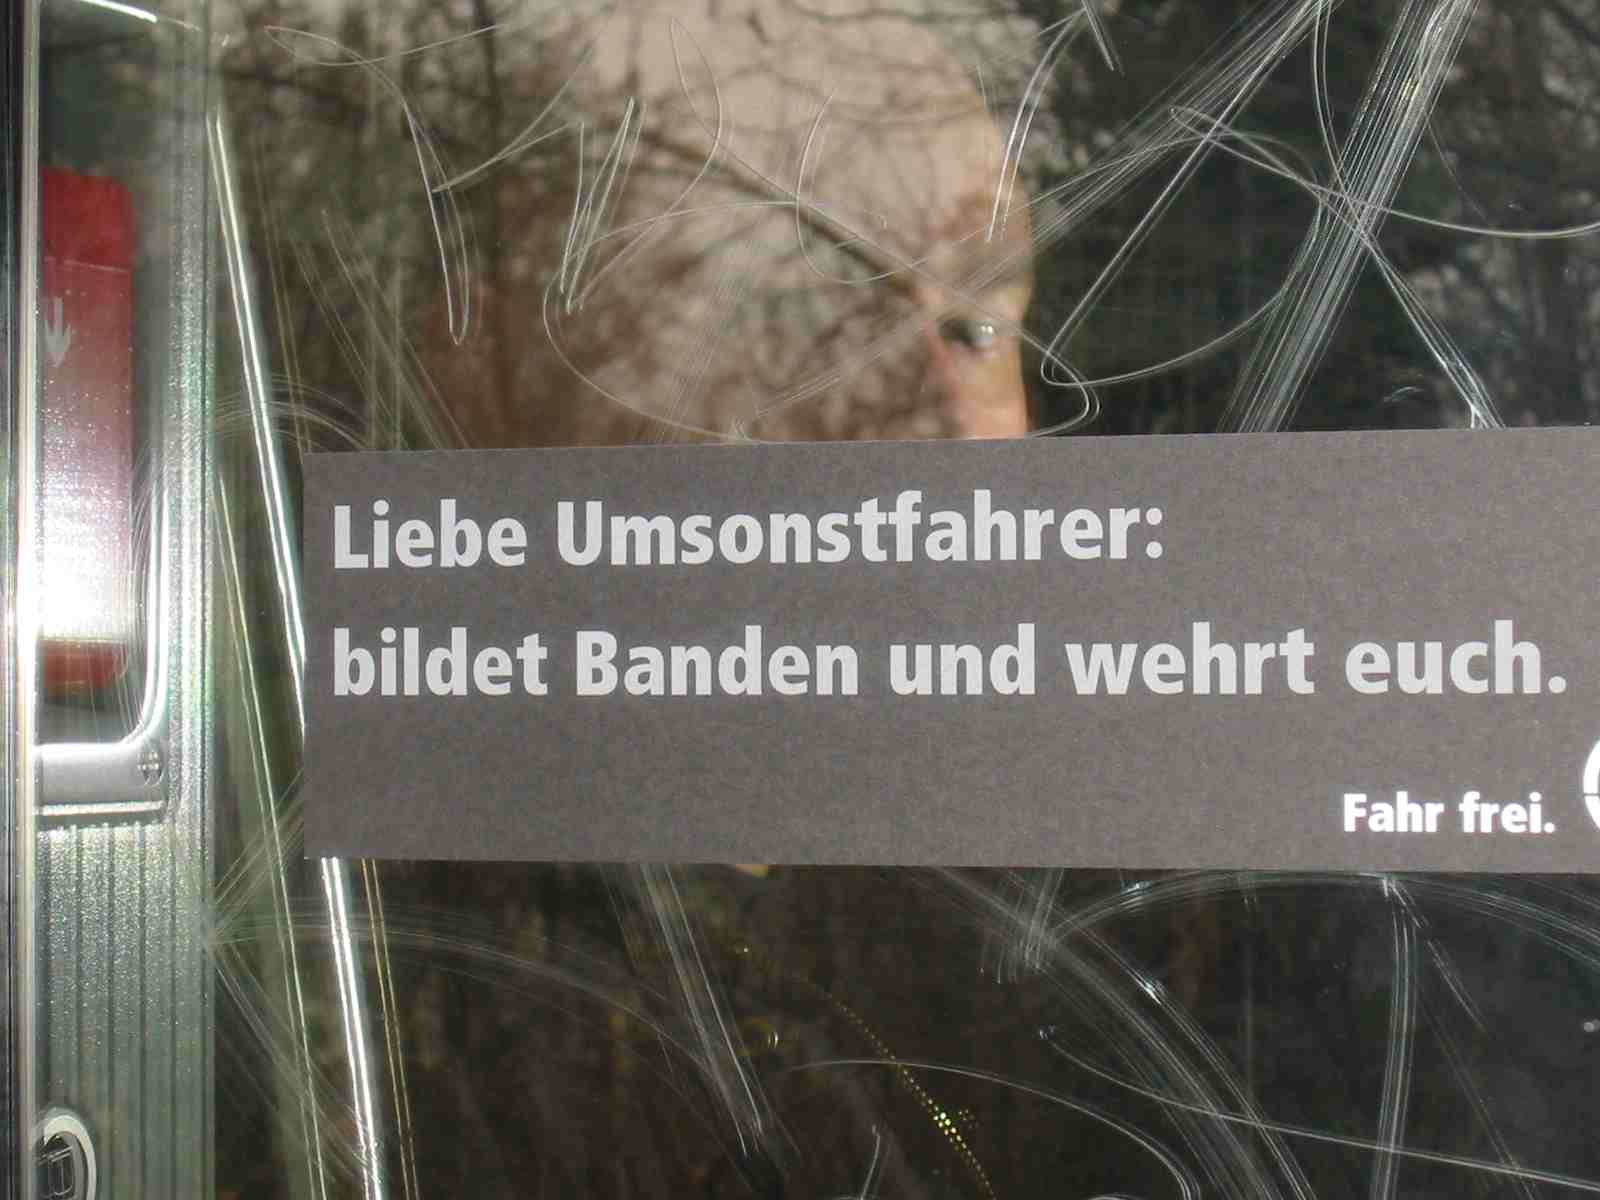 Liebe Umsonstfahrer:
bildet Banden und wehrt euch.
Fahr frei.